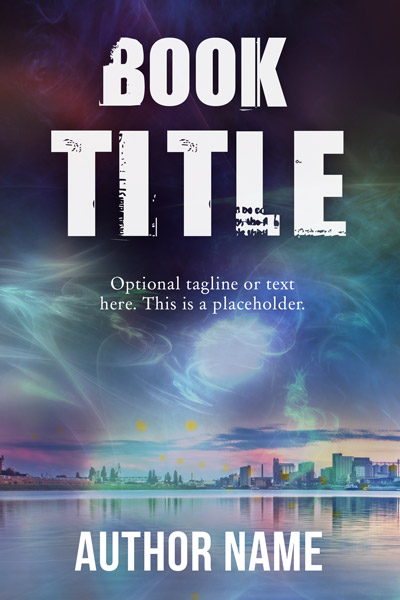 BOOK
TITLE
Optional tagline or text
here. This is a placeholder.
AUTHOR NAME